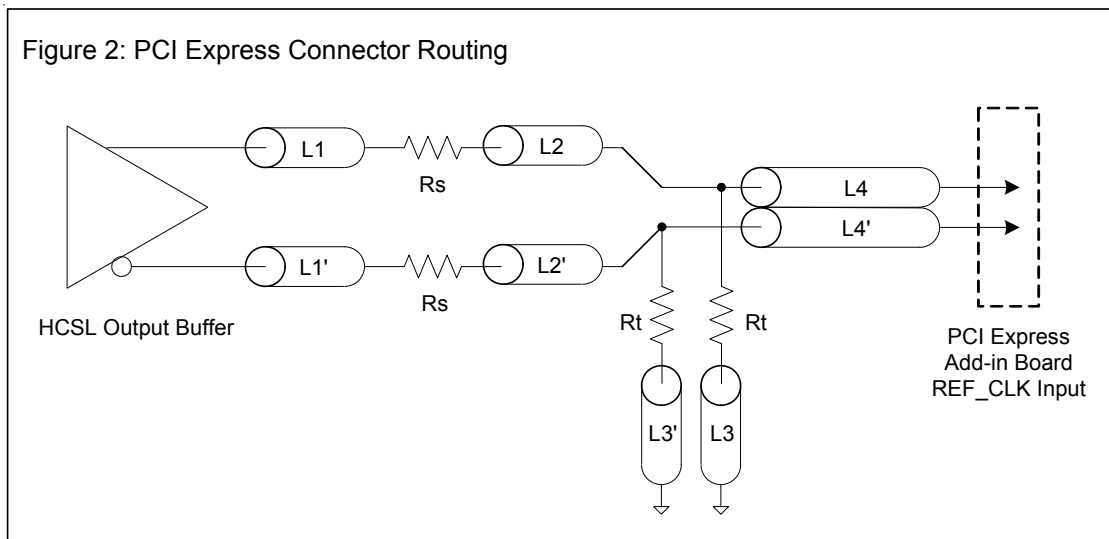 Figure 2: PCI Express Connector Routing
L1
Rs
L2
L4
L4'
L1'
Rs
L2'
HCSL Output Buffer
Rt
Rt
L3'
L3
PCI Express
Add-in Board
REF_CLK Input